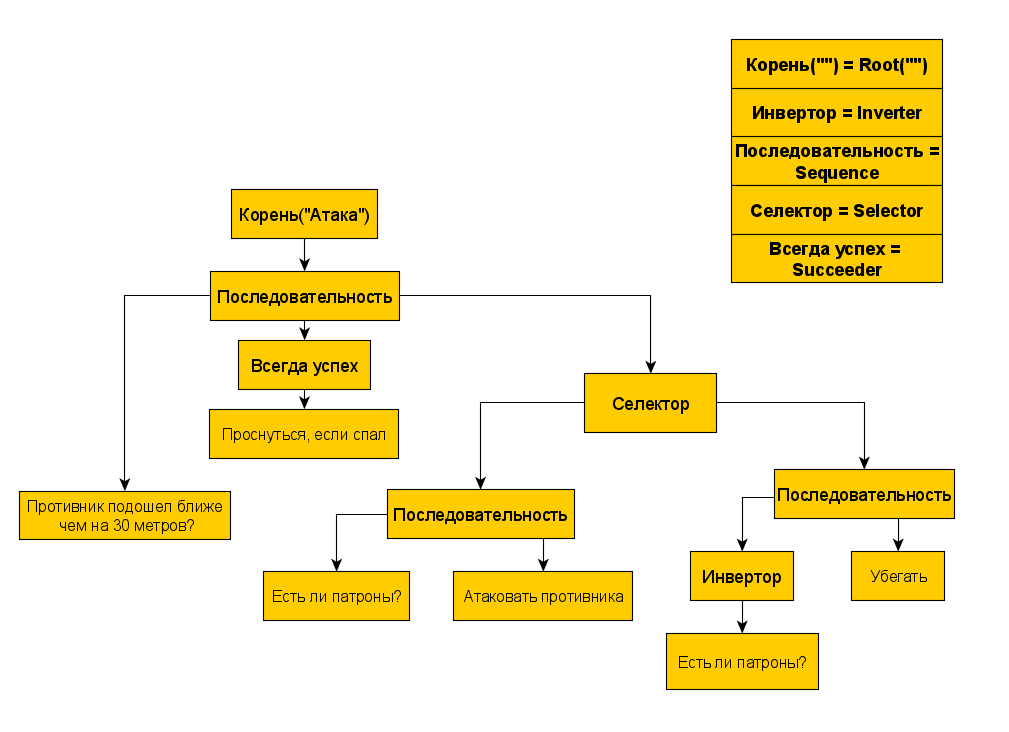 Корень("") = Root("")
Инвертор = Inverter
Последовательность =
Sequence
Селектор = Selector
Всегда успех =
Succeeder
Корень("Атака")
Последовательность
Всегда успех
Проснуться, если спал
Селектор
Противник подошел ближе
чем на 30 метров?
Последовательность
Последовательность
Есть ли патроны?
Атаковать противника
Инвертор
Убегать
Есть ли патроны?